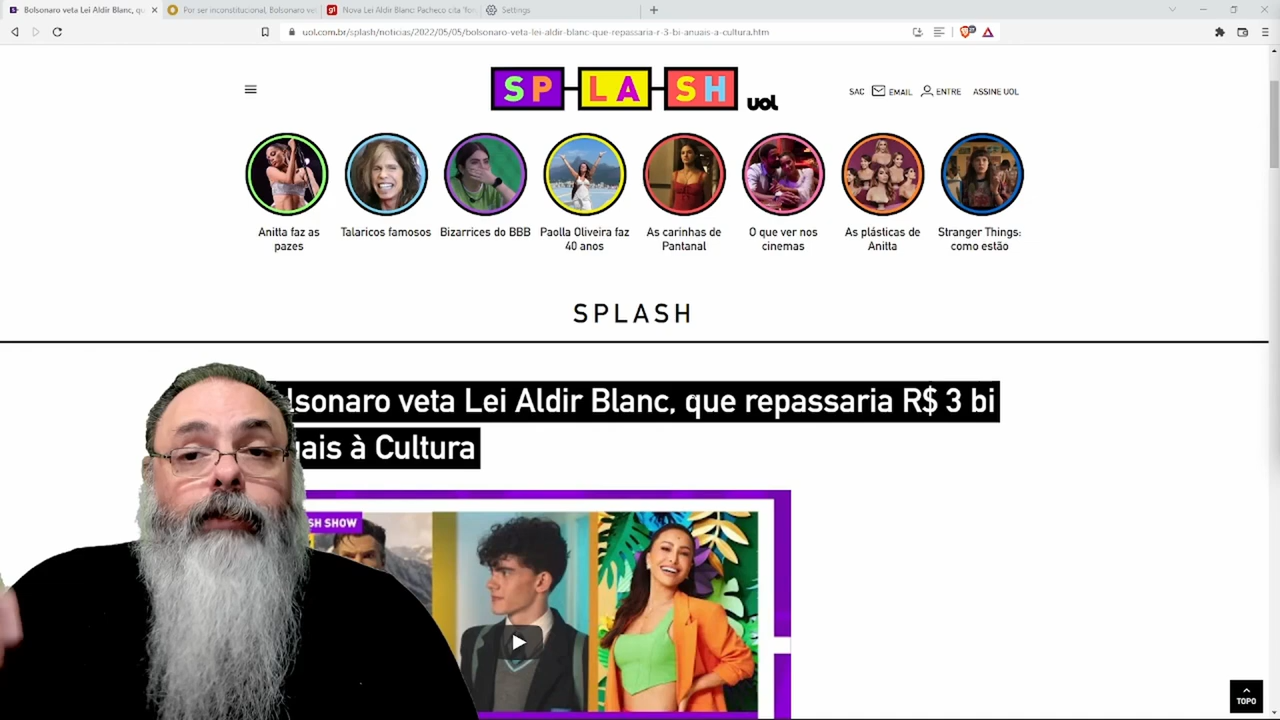 Bolsonaro veta Lei Aldir Blanc, qu
Por ser inconstitucional, Bolsonaro ve
Nova Lei Aldir Blanc: Pacheco cita 'fo
Settings
uol.com.br/splash/noticias/2022/05/05/bolsonaro-veta-lei-aldir-blanc-que-repassaria-r-3-bi-anuais-a-cultura.htm
SPLASH uol
SAC EMAIL ENTRE ASSINE UOL
Anitta faz as
pazes
Talaricos famosos
Bizarrices do BBB
Paolla Oliveira faz
40 anos
As carinhas de
Pantanal
O que ver nos
cinemas
As plásticas de
Anitta
Stranger Things:
como estão
SPLASH
lsonaro veta Lei Aldir Blanc, que repassaria R$ 3 bi
uais à Cultura
SH SHOW
TOPO